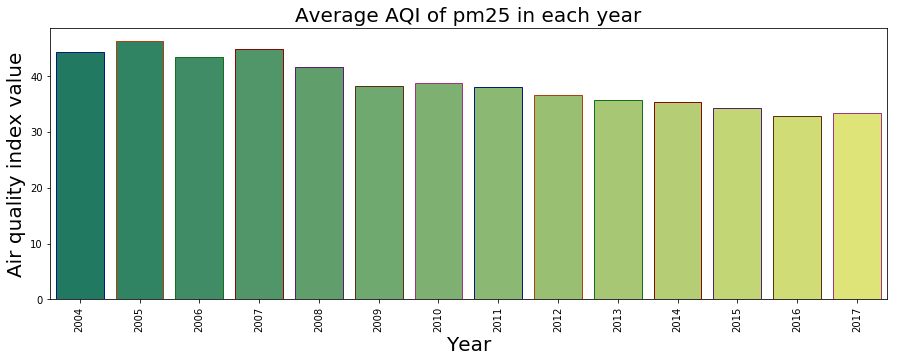 Average AQI of pm25 in each year
Air quality index value
40
30
20
10
0
2004 2005 2006 2007 2008 2009 2010 2011 2012 2013 2014 2015 2016 2017
Year